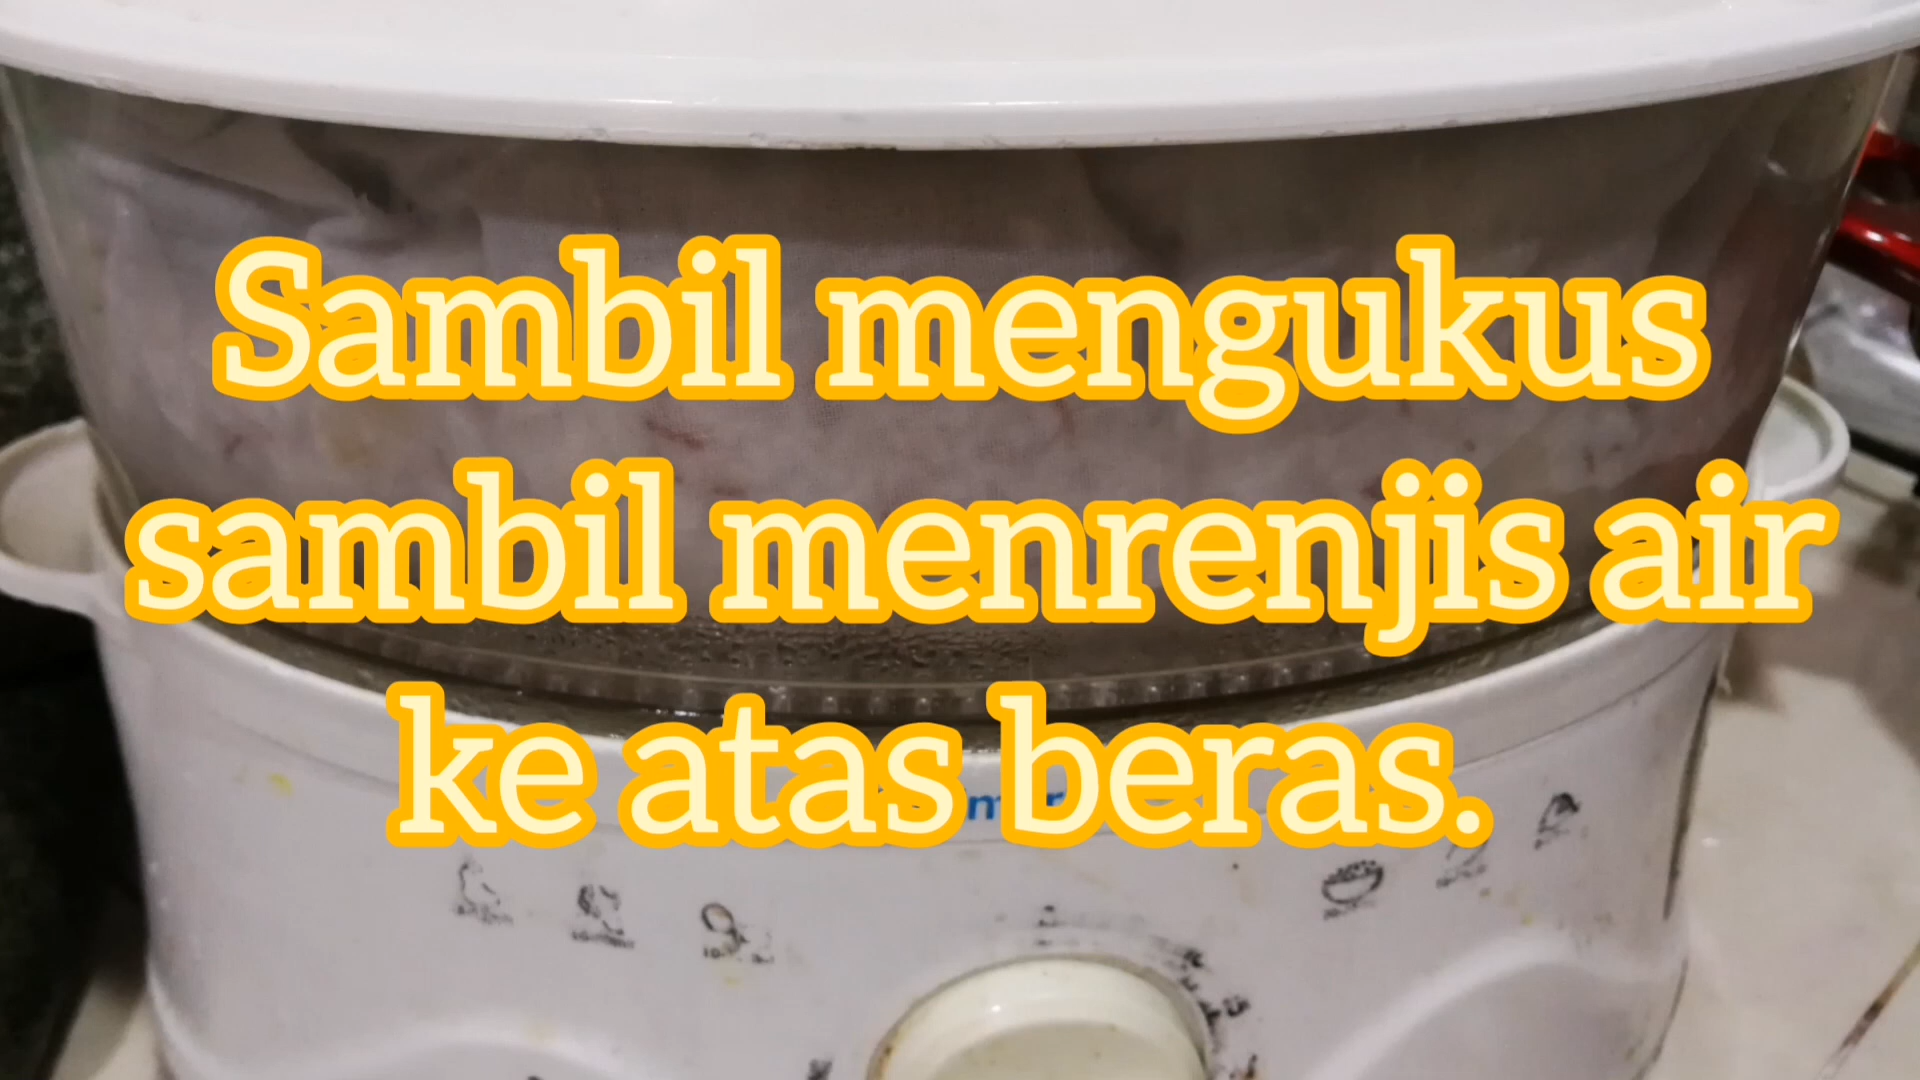 Sambil mengukus
sambil menrenjis air
ke atas beras.